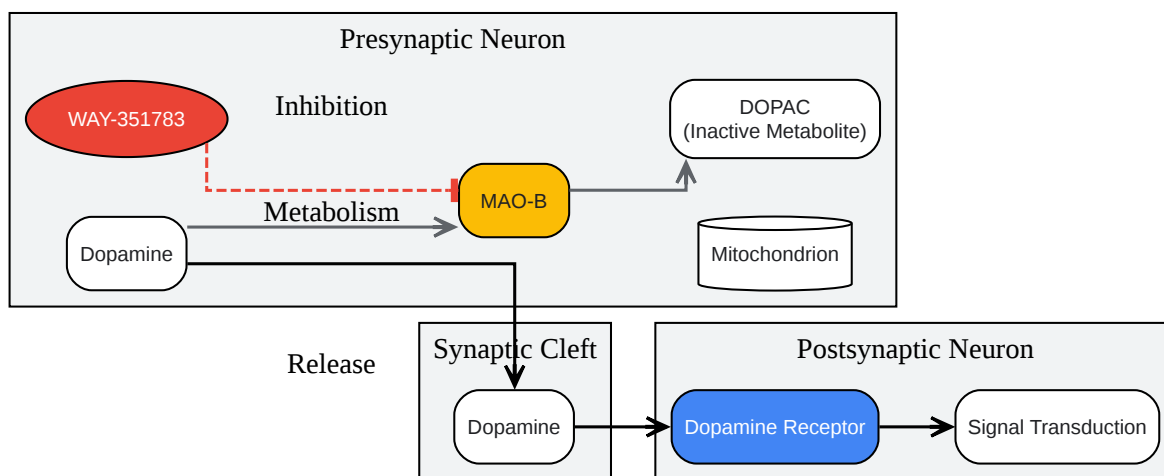 Presynaptic Neuron
WAY-351783
Inhibition
DOPAC
(Inactive Metabolite)
MAO-B
Metabolism
Dopamine
Mitochondrion
Release
Synaptic Cleft
Postsynaptic Neuron
Dopamine
Dopamine Receptor
Signal Transduction